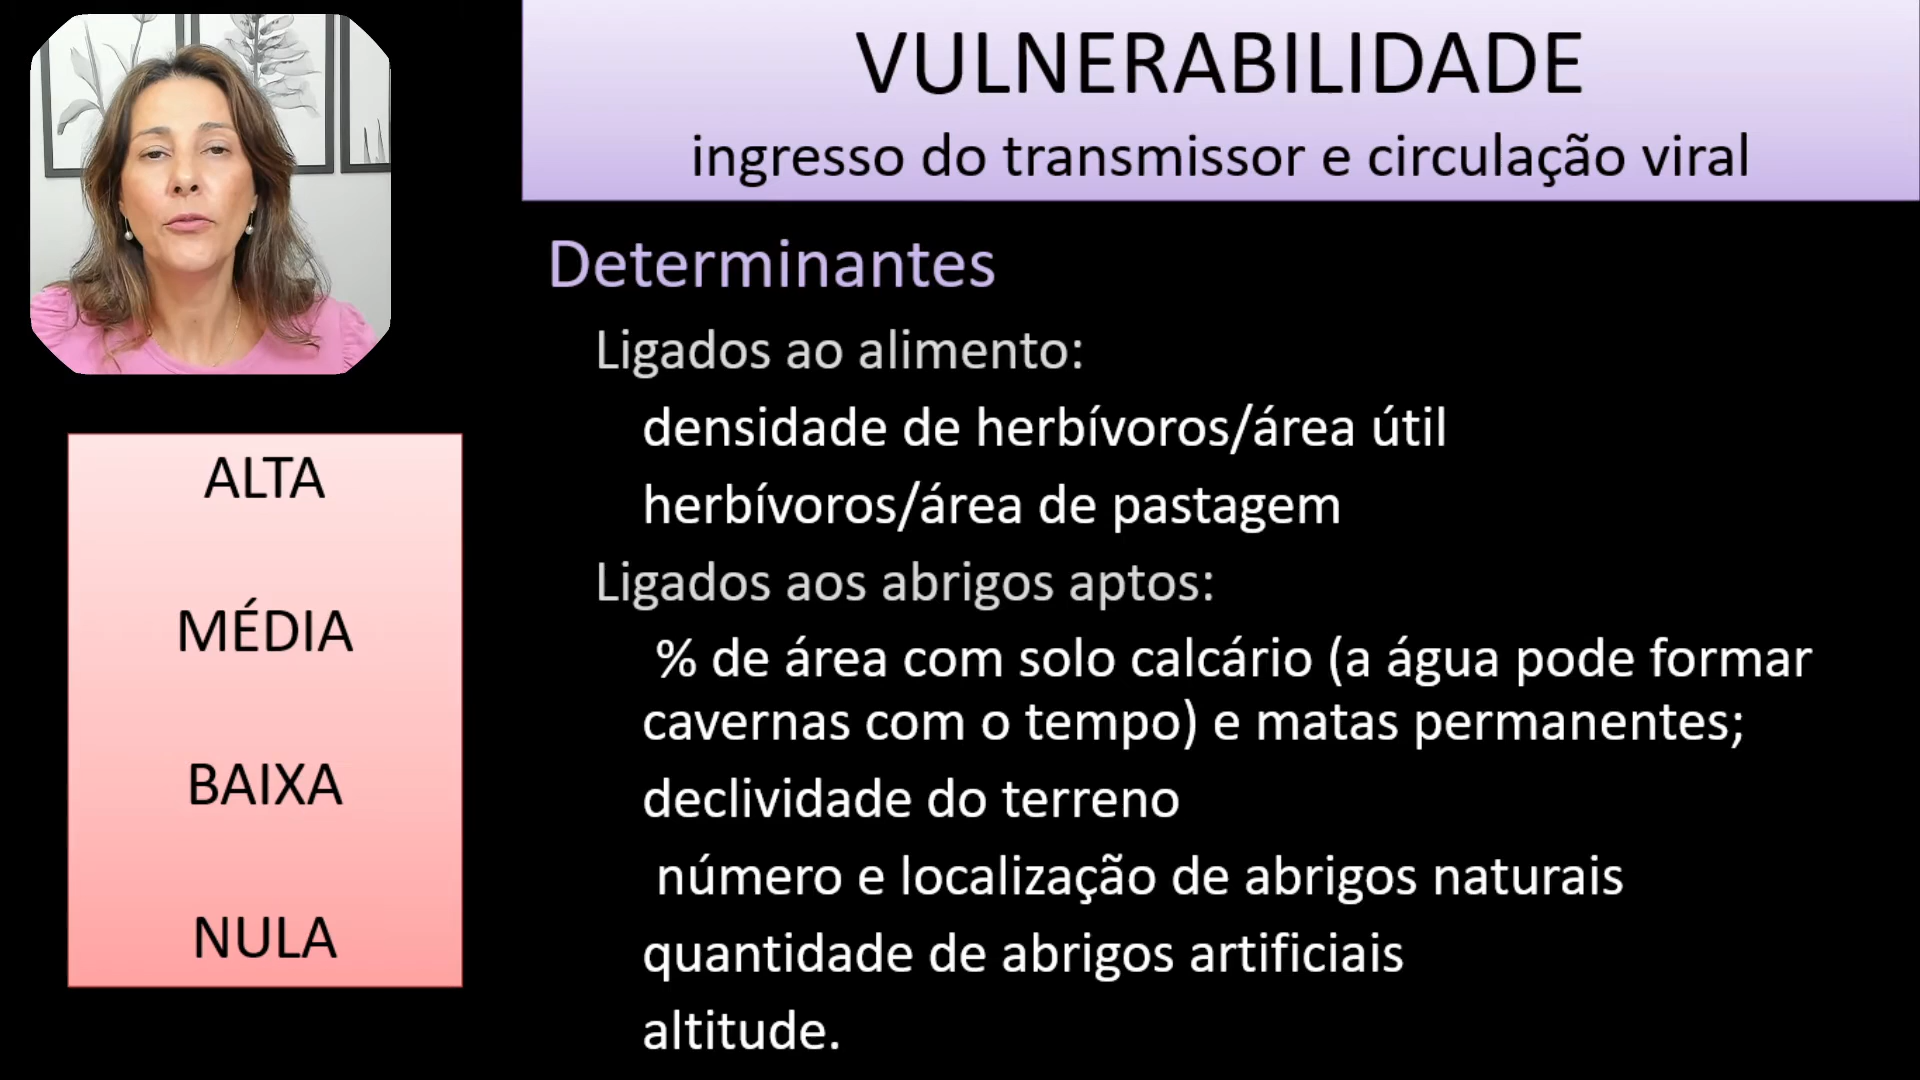 VULNERABILIDADE
ingresso do transmissor e circulação viral
Determinantes
Ligados ao alimento:
densidade de herbívoros/área útil
herbívoros/área de pastagem
Ligados aos abrigos aptos:
% de área com solo calcário (a água pode formar
cavernas com o tempo) e matas permanentes;
declividade do terreno
número e localização de abrigos naturais
quantidade de abrigos artificiais
altitude.
ALTA
MÉDIA
BAIXA
NULA